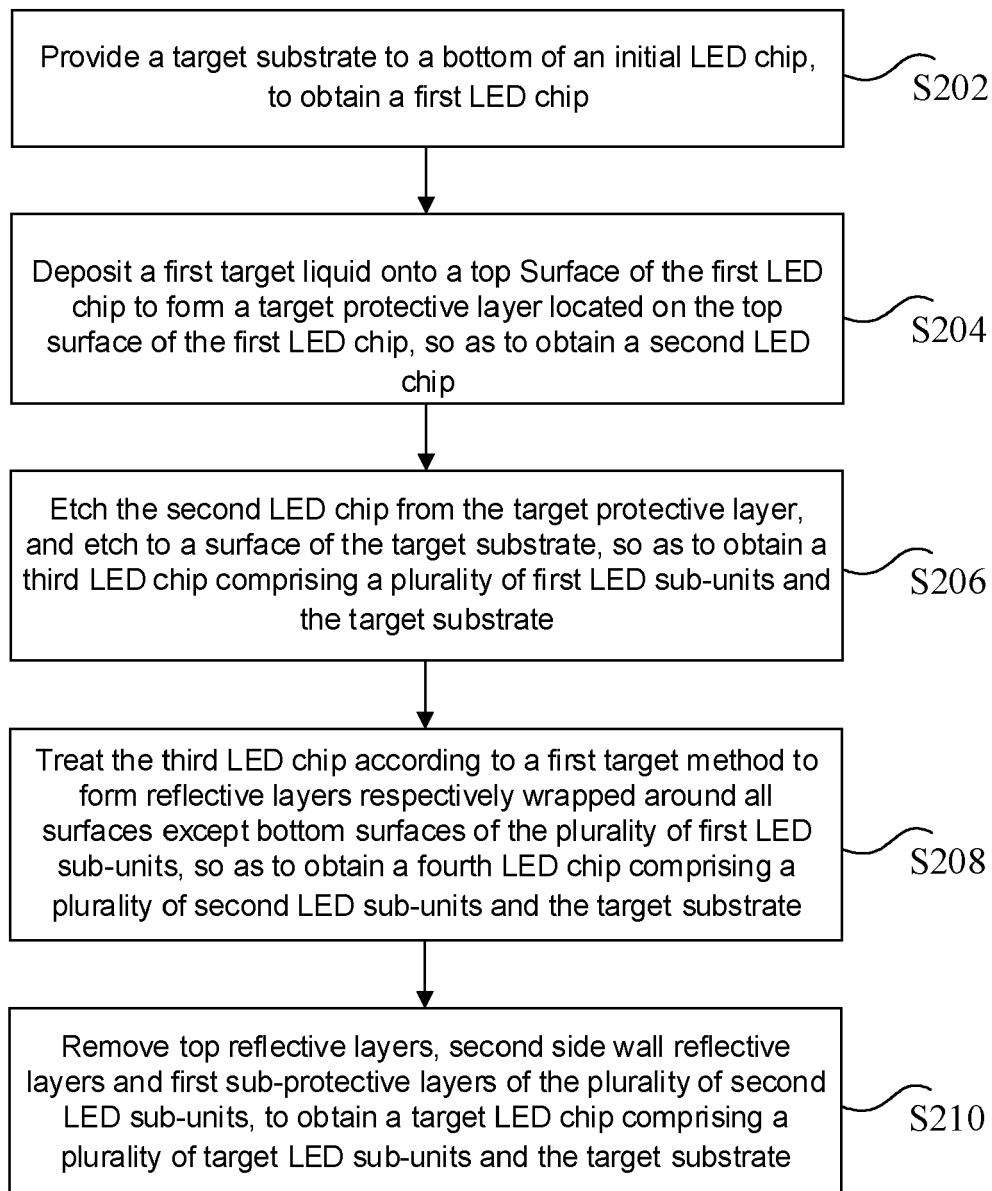 Provide a target substrate to a bottom of an initial LED chip,
to obtain a first LED chip
S202
Deposit a first target liquid onto a top Surface of the first LED
chip to form a target protective layer located on the top
surface of the first LED chip, so as to obtain a second LED
chip
S204
Etch the second LED chip from the target protective layer,
and etch to a surface of the target substrate, so as to obtain a
third LED chip comprising a plurality of first LED sub-units and
the target substrate
S206
Treat the third LED chip according to a first target method to
form reflective layers respectively wrapped around all
surfaces except bottom surfaces of the plurality of first LED
sub-units, so as to obtain a fourth LED chip comprising a
plurality of second LED sub-units and the target substrate
S208
Remove top reflective layers, second side wall reflective
layers and first sub-protective layers of the plurality of second
LED sub-units, to obtain a target LED chip comprising a
plurality of target LED sub-units and the target substrate
S210